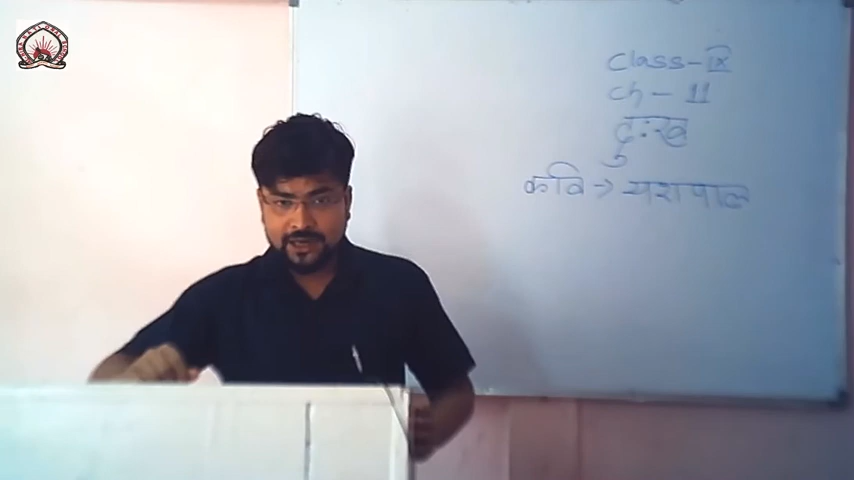 Class-IX
Ch - 11
दुःख
कवि → यशपाल